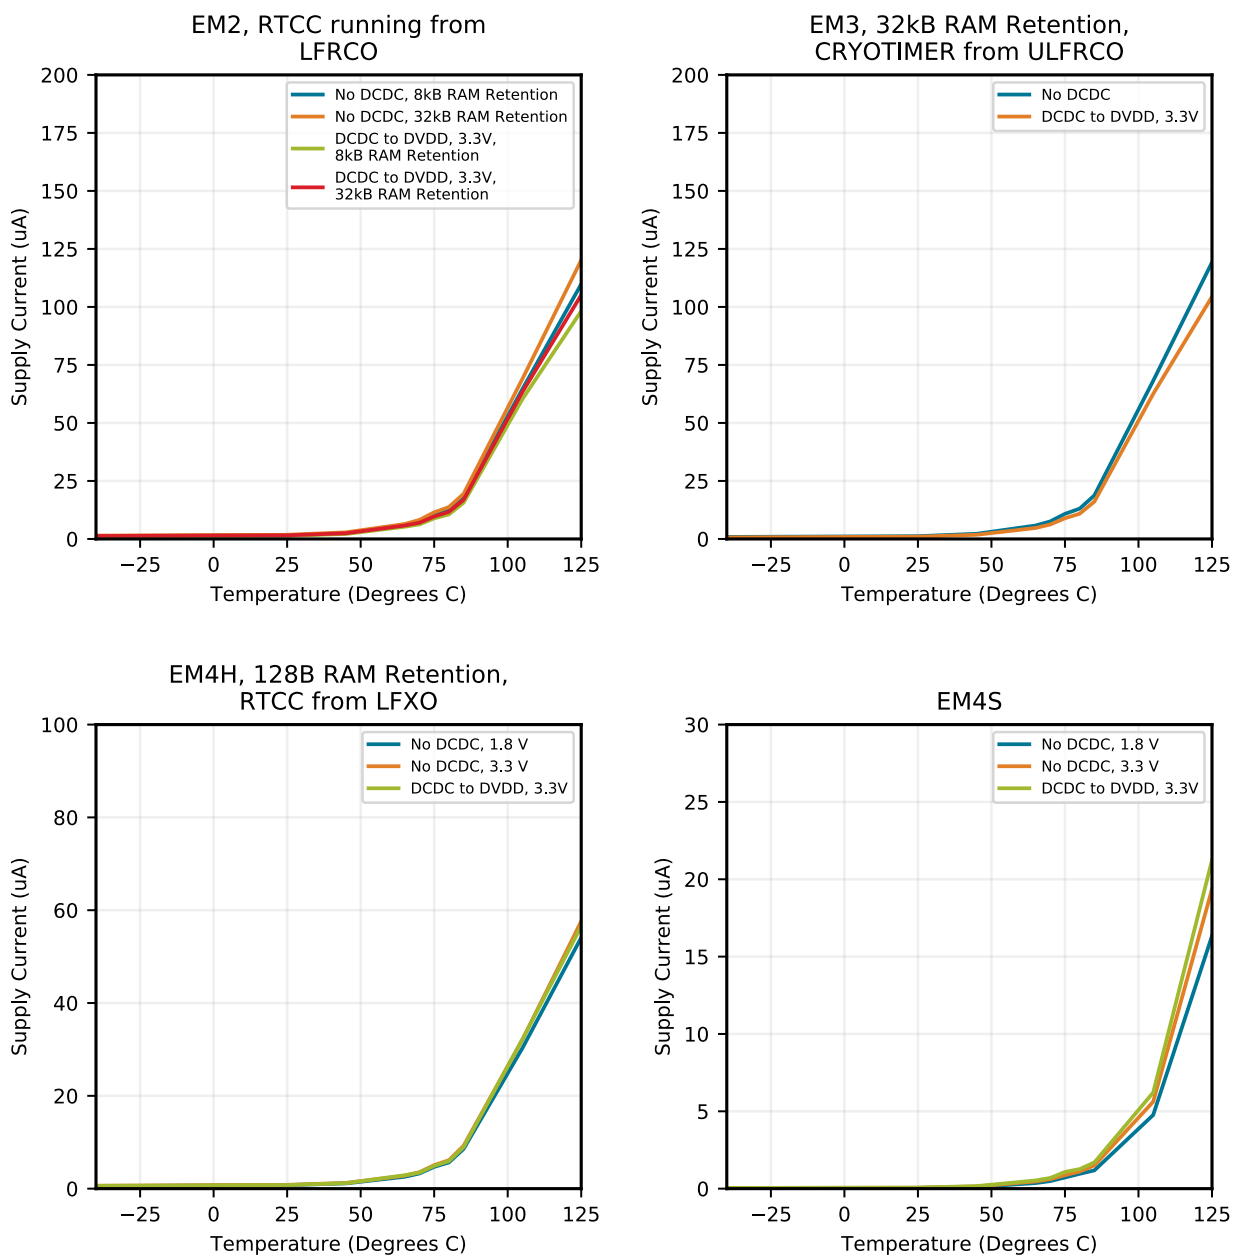 EM2, RTCC running from
LFRCO
200
175
150
125
100
75
50
25
0
Supply Current (uA)
No DCDC, 8kB RAM Retention
No DCDC, 32kB RAM Retention
DCDC to DVDD, 3.3V,
8kB RAM Retention
DCDC to DVDD, 3.3V,
32kB RAM Retention
−25 0 25 50 75 100 125
Temperature (Degrees C)
EM3, 32kB RAM Retention,
CRYOTIMER from ULFRCO
200
175
150
125
100
75
50
25
0
Supply Current (uA)
No DCDC
DCDC to DVDD, 3.3V
−25 0 25 50 75 100 125
Temperature (Degrees C)
EM4H, 128B RAM Retention,
RTCC from LFXO
100
80
60
40
20
0
Supply Current (uA)
No DCDC, 1.8 V
No DCDC, 3.3 V
DCDC to DVDD, 3.3V
−25 0 25 50 75 100 125
Temperature (Degrees C)
EM4S
30
25
20
15
10
5
0
Supply Current (uA)
No DCDC, 1.8 V
No DCDC, 3.3 V
DCDC to DVDD, 3.3V
−25 0 25 50 75 100 125
Temperature (Degrees C)